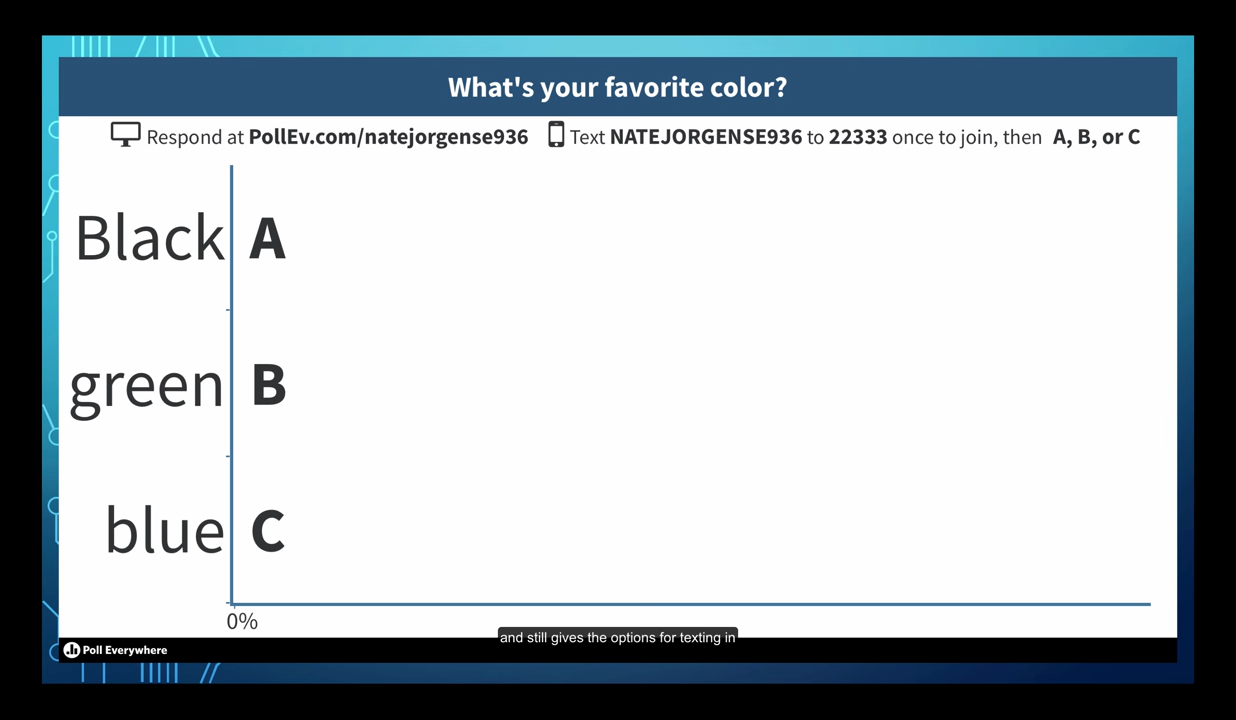 What's your favorite color?
Respond at PollEv.com/natejorgense936 Text NATEJORGENSE936 to 22333 once to join, then A, B, or C
Black A
green B
blue C
0%
and still gives the options for texting in
Poll Everywhere